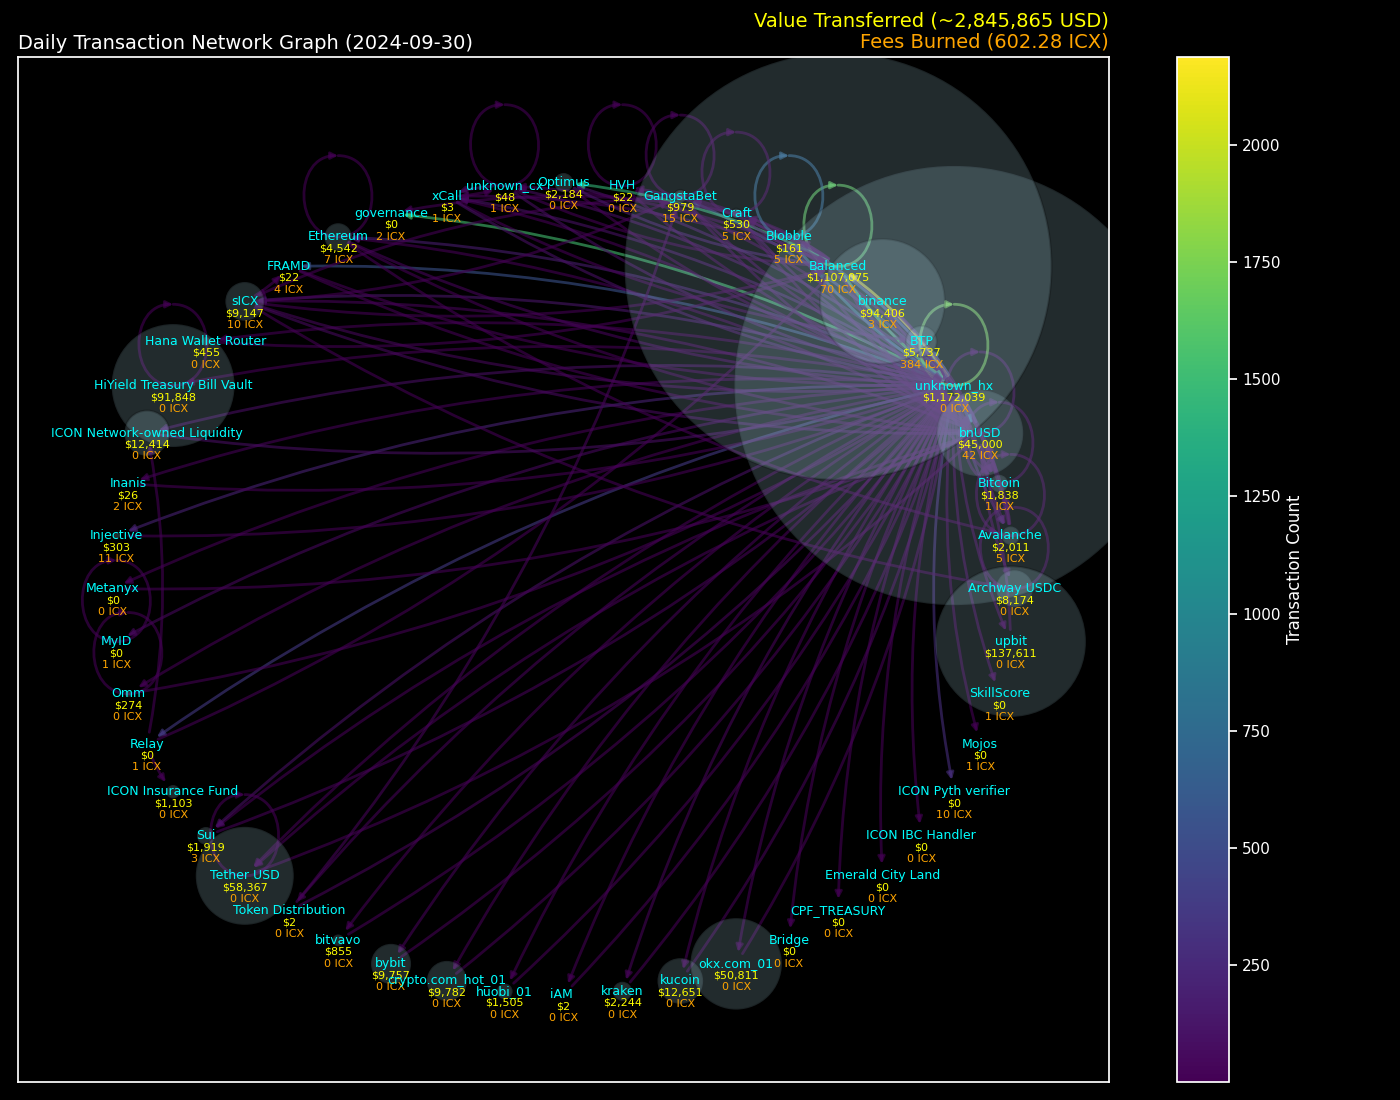 Value Transferred (~2,845,865 USD)
Daily Transaction Network Graph (2024-09-30)
Fees Burned (602.28 ICX)
unknown_cx
$48
1 ICX
Optimus
$2,184
0 ICX
HVH
$22
0 ICX
GangstaBet
$979
15 ICX
xCall
$3
1 ICX
Craft
$530
5 ICX
governance
$0
2 ICX
Blobble
$161
5 ICX
Ethereum
$4,542
7 ICX
Balanced
$1,107,075
70 ICX
FRAMD
$22
4 ICX
binance
$94,406
3 ICX
sICX
$9,147
10 ICX
BTP
$5,737
384 ICX
Hana Wallet Router
$455
0 ICX
unknown_hx
$1,172,039
0 ICX
HiYield Treasury Bill Vault
$91,848
0 ICX
bnUSD
$45,000
42 ICX
ICON Network-owned Liquidity
$12,414
0 ICX
Bitcoin
$1,838
1 ICX
Inanis
$26
2 ICX
Avalanche
$2,011
5 ICX
Injective
$303
11 ICX
Archway USDC
$8,174
0 ICX
Metanyx
$0
0 ICX
upbit
$137,611
0 ICX
MyID
$0
1 ICX
SkillScore
$0
1 ICX
Omm
$274
0 ICX
Mojos
$0
1 ICX
Relay
$0
1 ICX
ICON Pyth verifier
$0
10 ICX
ICON Insurance Fund
$1,103
0 ICX
ICON IBC Handler
$0
0 ICX
Sui
$1,919
3 ICX
Emerald City Land
$0
0 ICX
Tether USD
$58,367
0 ICX
CPF_TREASURY
$0
0 ICX
Token Distribution
$2
0 ICX
Bridge
$0
0 ICX
bitvavo
$855
0 ICX
bybit
$9,757
0 ICX
crypto.com_hot_01
$9,782
0 ICX
huobi_01
$1,505
0 ICX
iAM
$2
0 ICX
kraken
$2,244
0 ICX
kucoin
$12,651
0 ICX
okx.com_01
$50,811
0 ICX
2000
1750
1500
1250
1000
750
500
250
Transaction Count